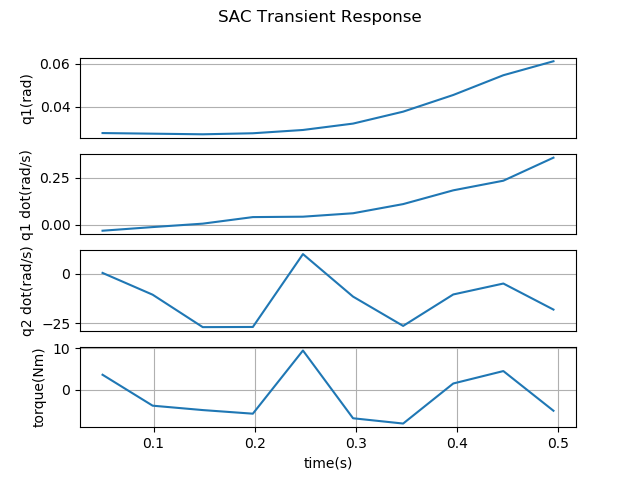 SAC Transient Response
q1(rad)
0.06
0.04
q1 dot(rad/s)
0.25
0.00
q2 dot(rad/s)
0
−25
torque(Nm)
10
0
0.1 0.2 0.3 0.4 0.5
time(s)